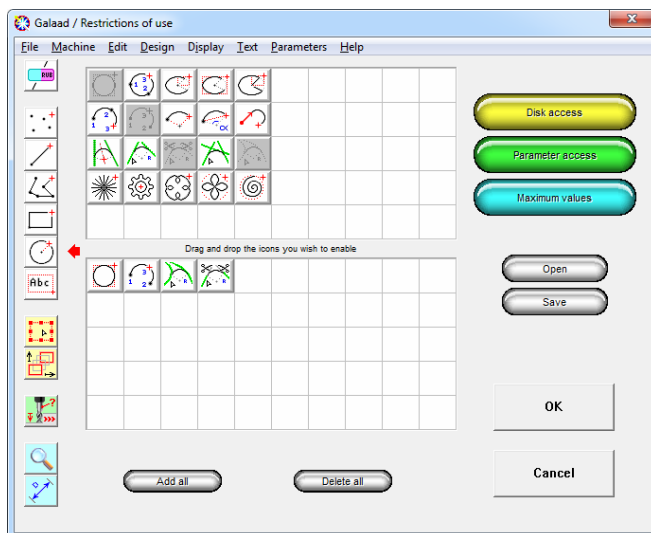 Galaad / Restrictions of use
File Machine Edit Design Display Text Parameters Help
RUB
Disk access
Parameter access
Maximum values
Drag and drop the icons you wish to enable
Abc
Open
Save
OK
Cancel
Add all
Delete all